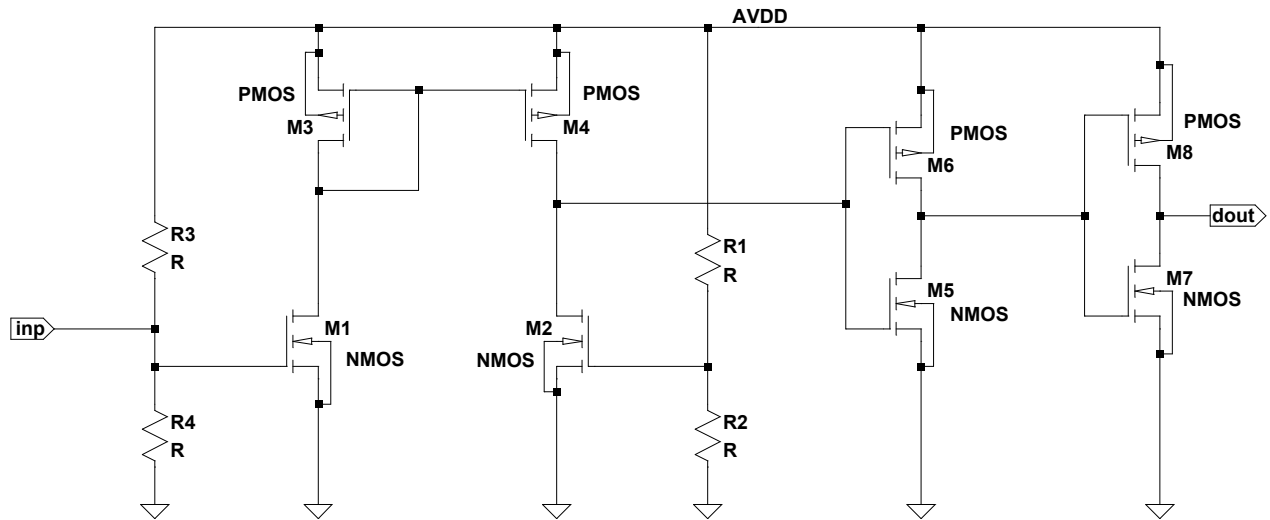 AVDD
PMOS
M3
PMOS
M4
PMOS
M6
PMOS
M8
R3
R
R1
R
dout
inp
M1
NMOS
M2
NMOS
M5
NMOS
M7
NMOS
R4
R
R2
R